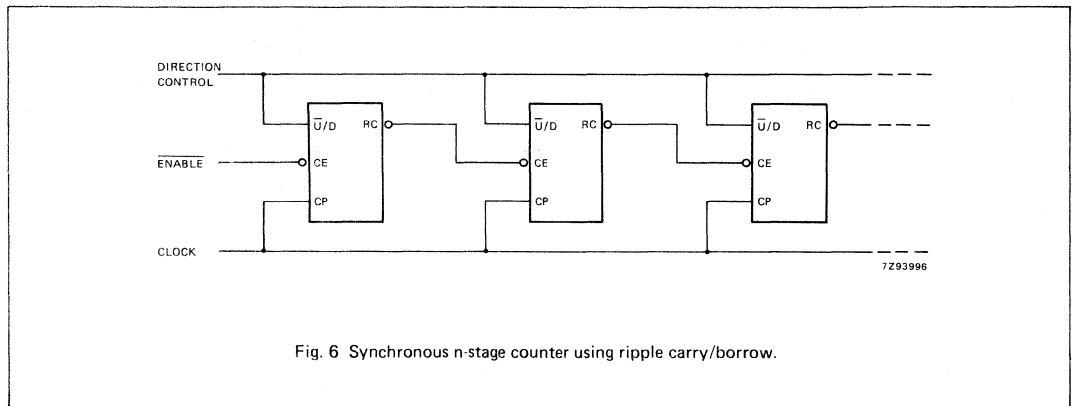 DIRECTION
CONTROL
U̅/D RC
U̅/D RC
U̅/D RC
E̅N̅A̅B̅L̅E̅
CE
CE
CE
CP
CP
CP
CLOCK
7Z93996
Fig. 6 Synchronous n-stage counter using ripple carry/borrow.